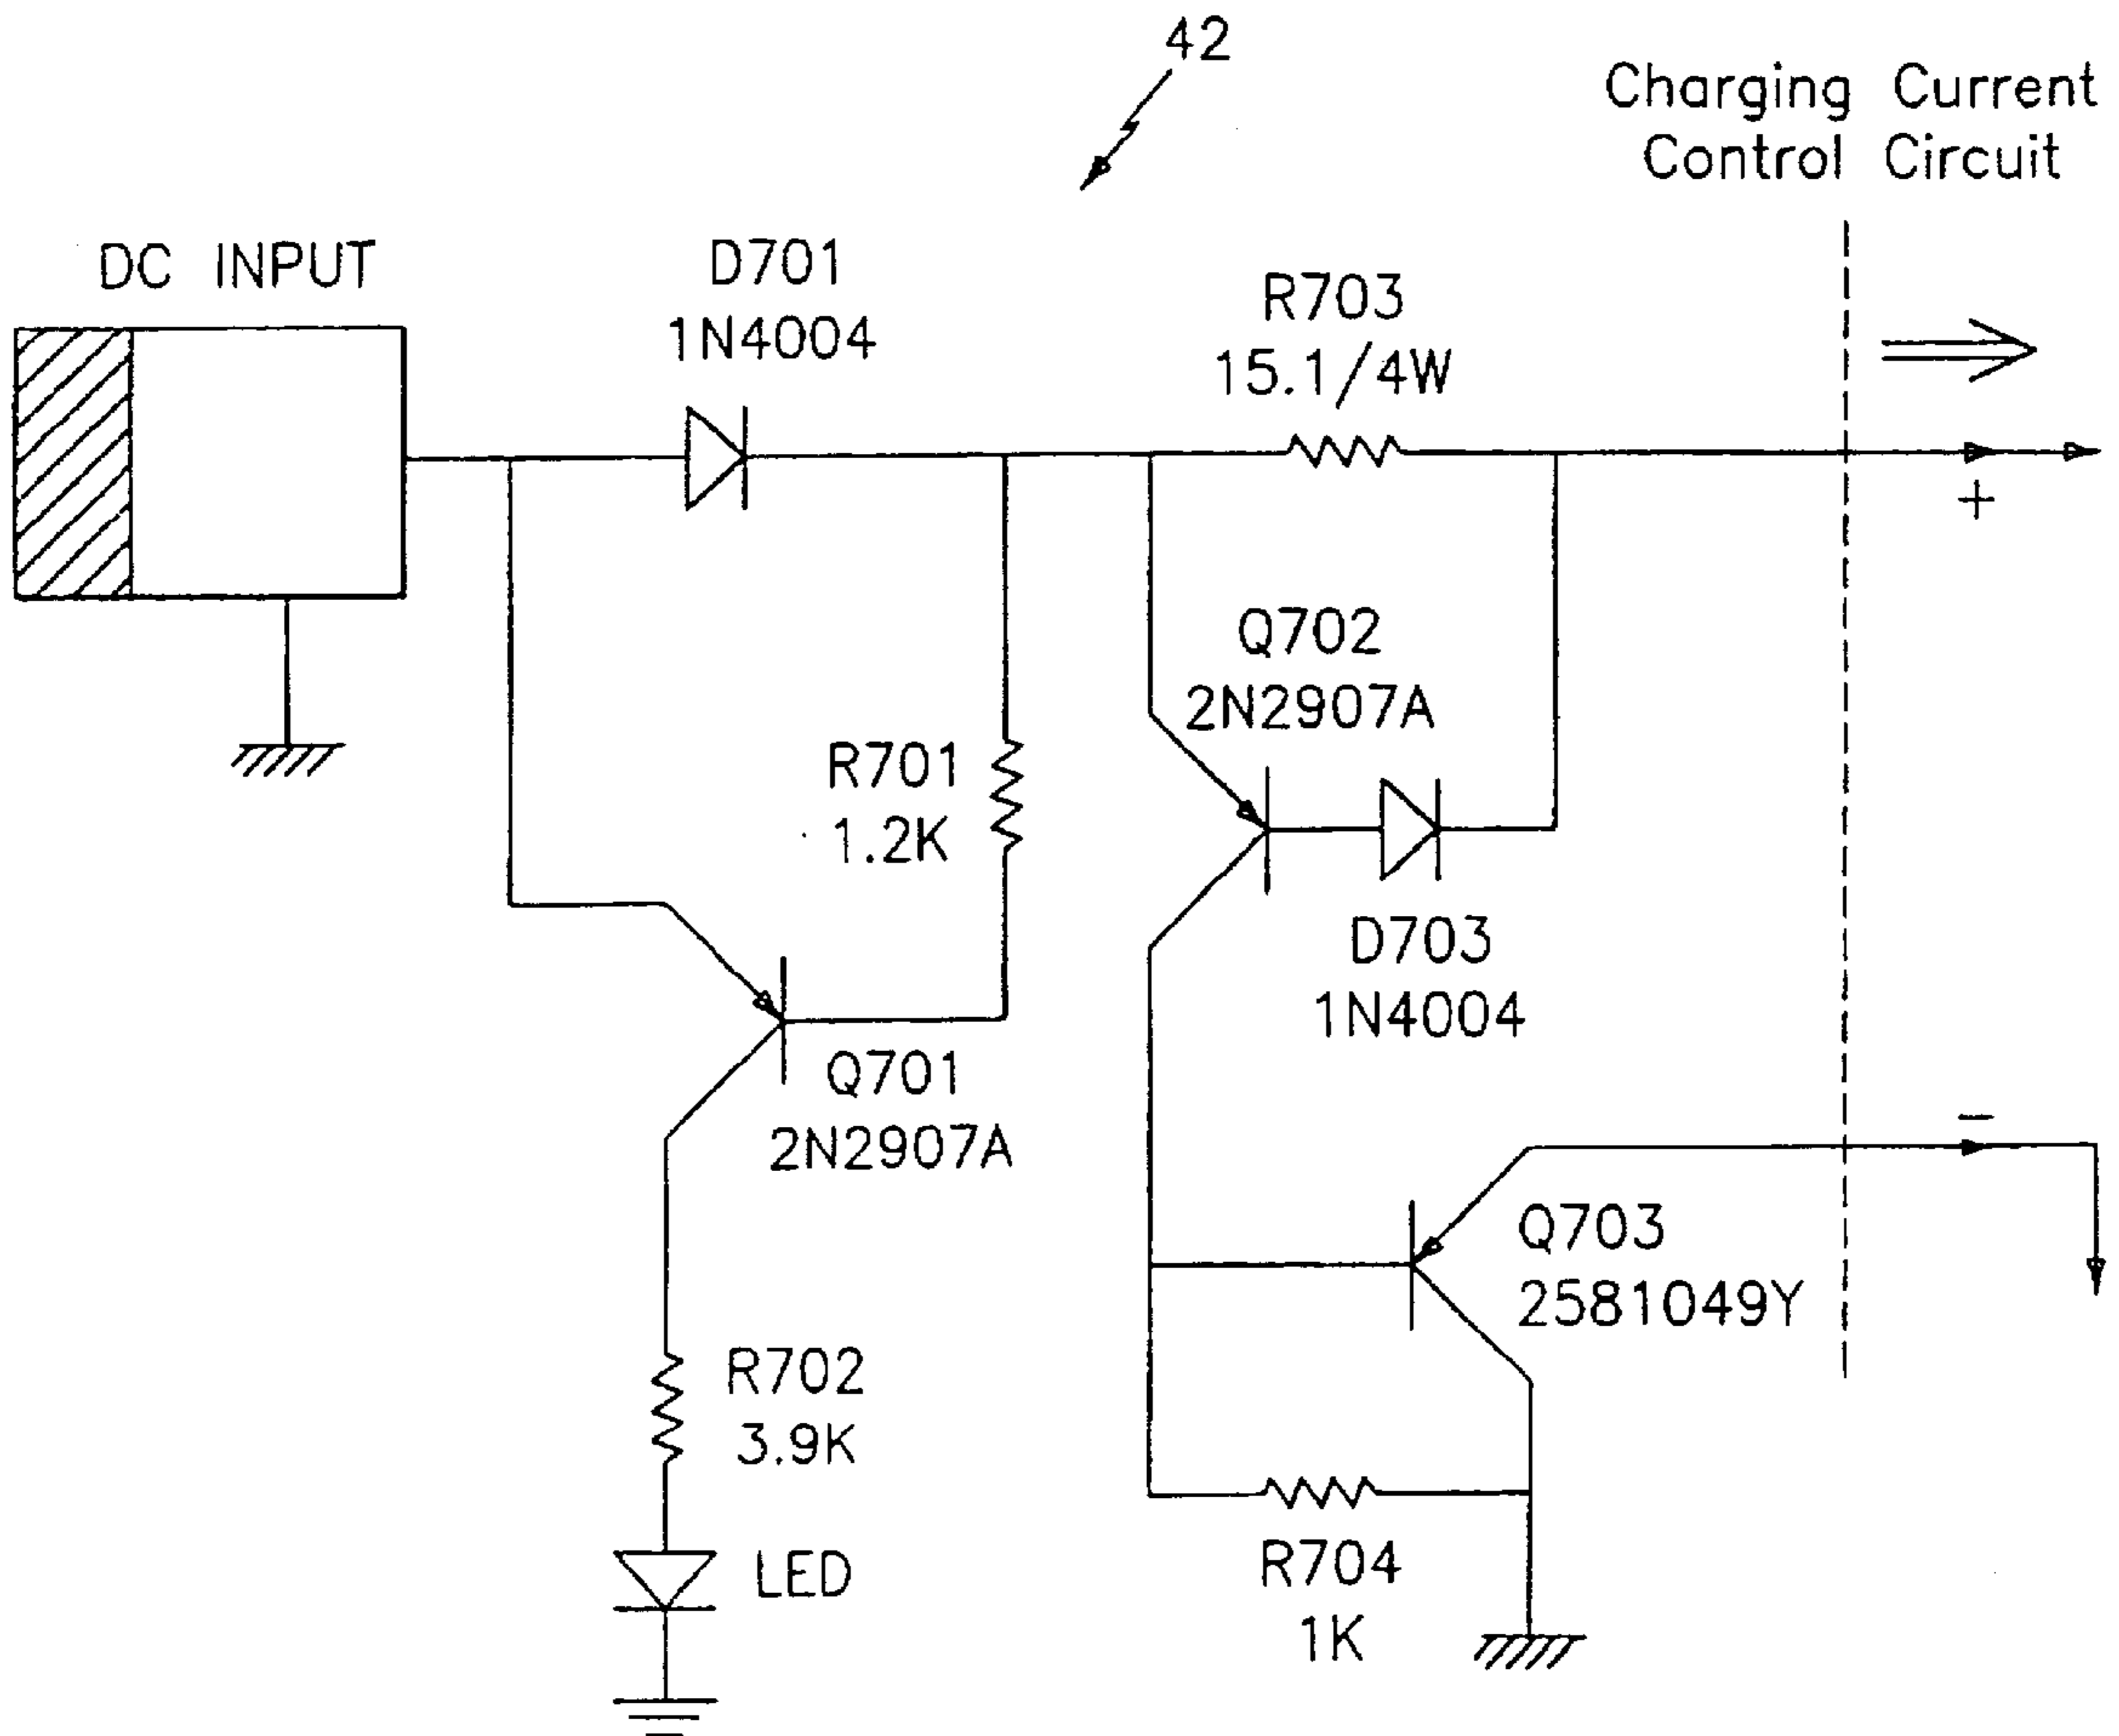 42
Charging Current
Control Circuit
DC INPUT
D701
1N4004
R703
15.1/4W
+
Q702
2N2907A
R701
1.2K
D703
1N4004
Q701
2N2907A
−
Q703
2581049Y
R702
3.9K
LED
R704
1K